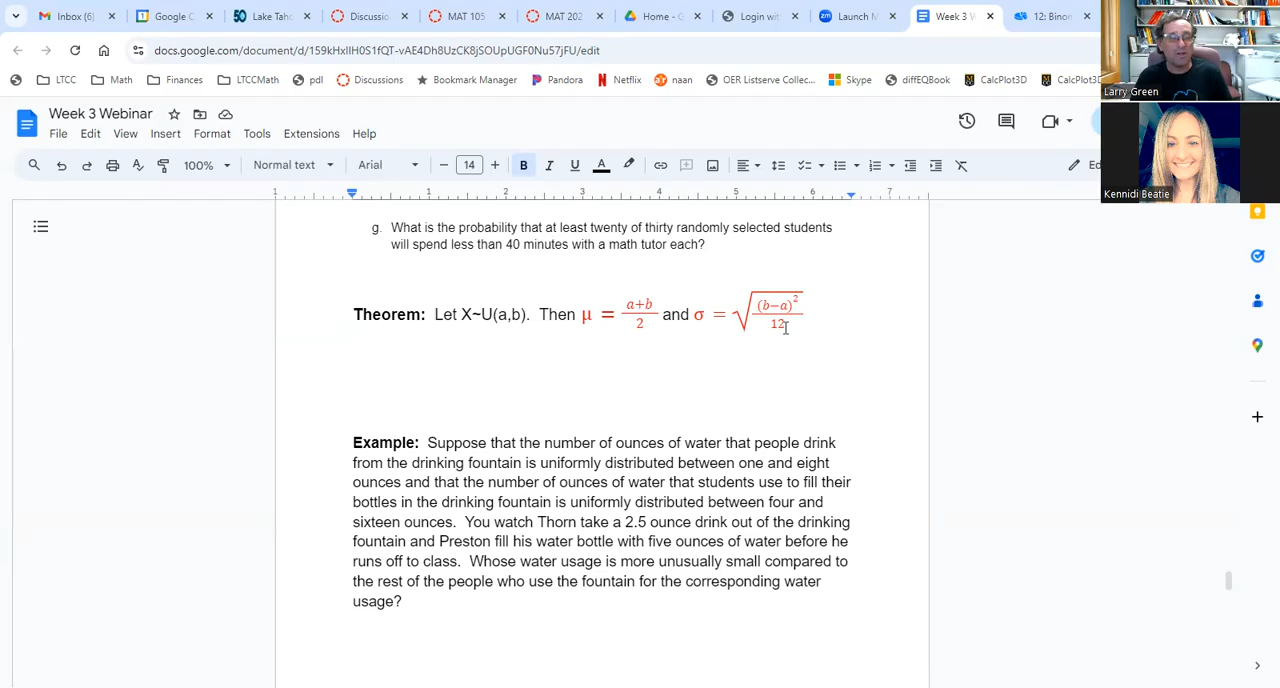 Inbox (6)
Google C
Lake Taho
Discussio
MAT
Home - G
Login with
Launch M
Week 3 W
12: Binon
docs.google.com/document/d/
/edit
LTCC
Math
Finances
LTCCMath
pdl
Discussions
Bookmark Manager
Pandora
Netflix
naan
OER Listserve Collec...
Skype
diffEQBook
CalcPlot3D
CalcPlot3
Larry Green
Week 3 Webinar
File Edit View Insert Format Tools Extensions Help
100% Normal text Arial 14 B I U A Ed
Kennidi Beatie
1 1 2 3 4 5 6 7
g. What is the probability that at least twenty of thirty randomly selected students
will spend less than 40 minutes with a math tutor each?
Theorem: Let X~U(a,b). Then μ = a+b/2 and σ = √(b−a)²/12
Example: Suppose that the number of ounces of water that people drink
from the drinking fountain is uniformly distributed between one and eight
ounces and that the number of ounces of water that students use to fill their
bottles in the drinking fountain is uniformly distributed between four and
sixteen ounces. You watch Thorn take a 2.5 ounce drink out of the drinking
fountain and Preston fill his water bottle with five ounces of water before he
runs off to class. Whose water usage is more unusually small compared to
the rest of the people who use the fountain for the corresponding water
usage?